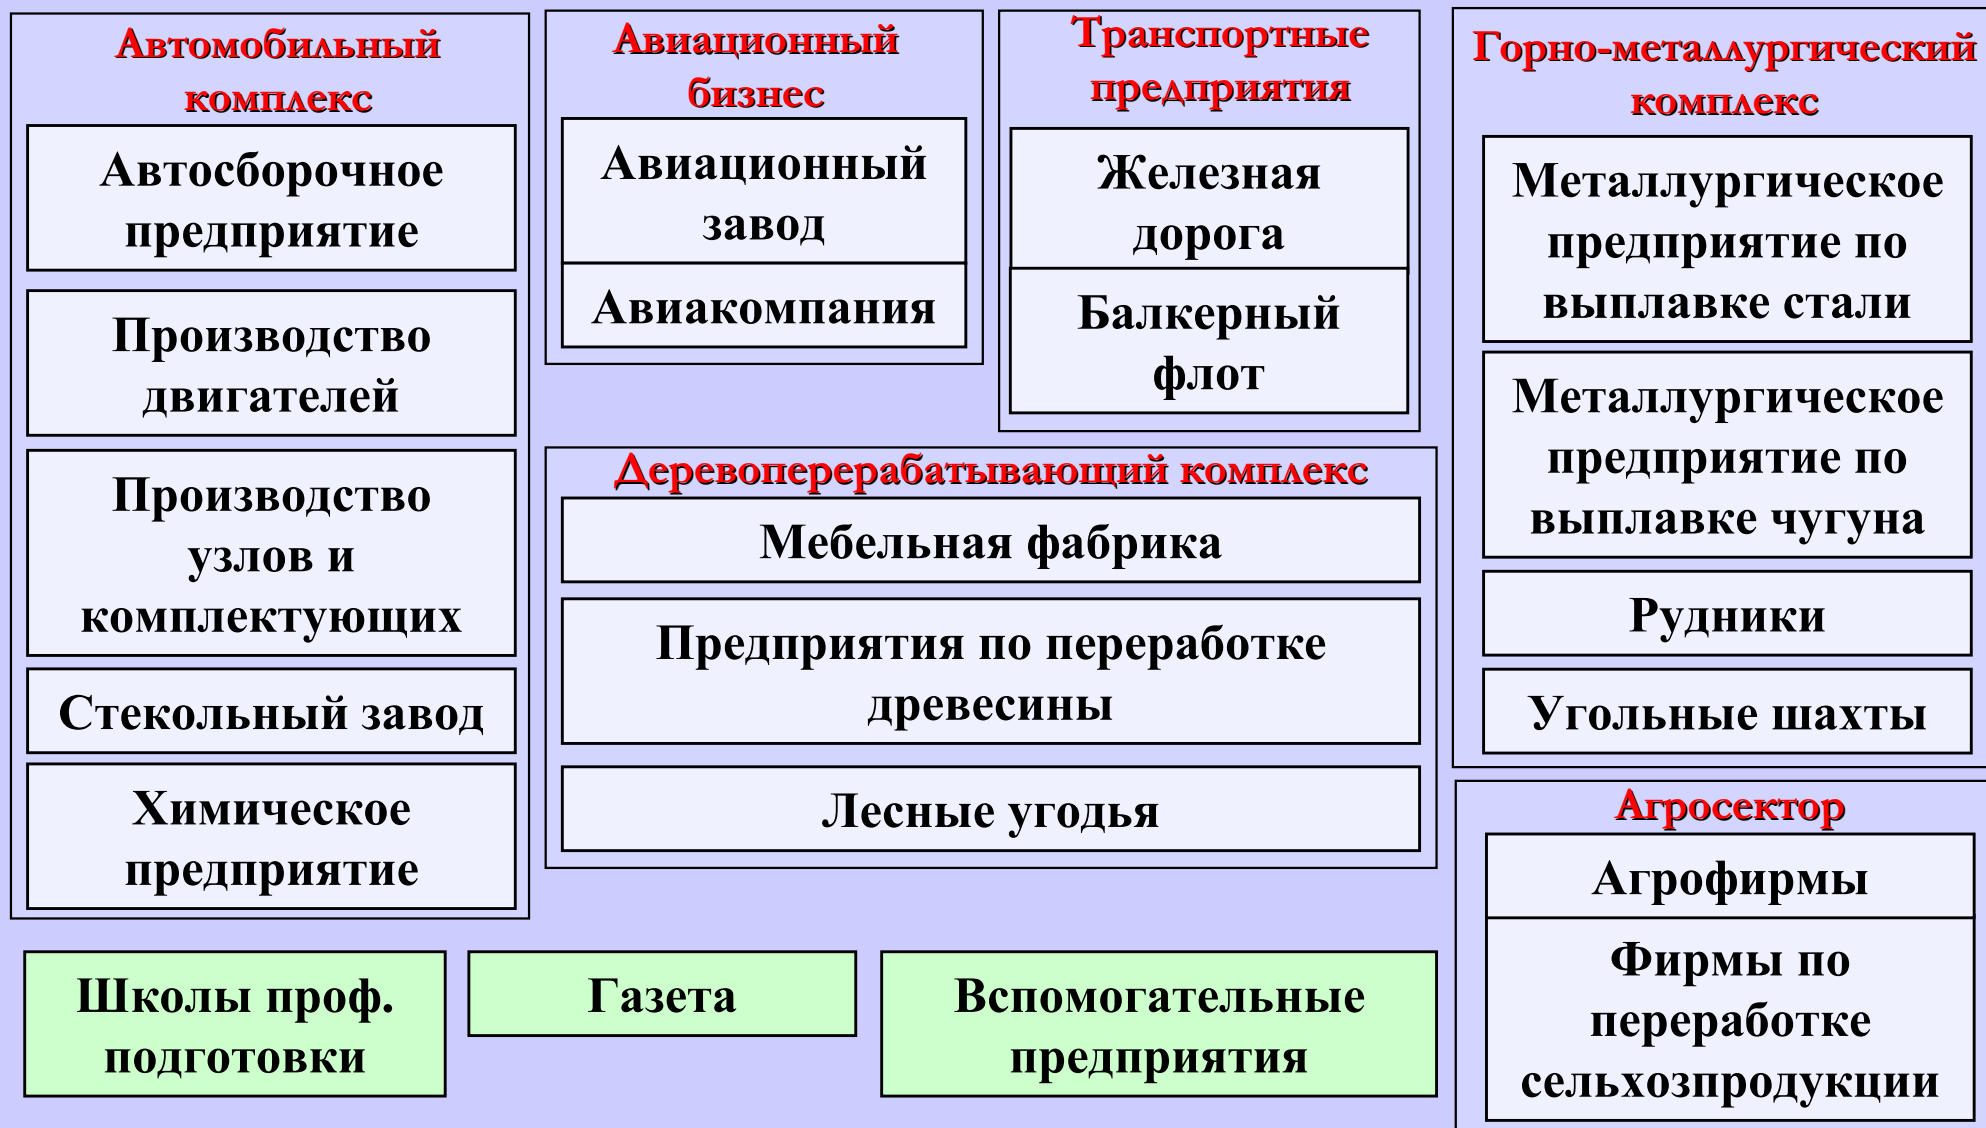 Автомобильный
комплекс
Автосборочное
предприятие
Производство
двигателей
Производство
узлов и
комплектующих
Стекольный завод
Химическое
предприятие
Авиационный
бизнес
Авиационный
завод
Авиакомпания
Транспортные
предприятия
Железная
дорога
Балкерный
флот
Деревоперерабатывающий комплекс
Мебельная фабрика
Предприятия по переработке
древесины
Лесные угодья
Горно-металлургический
комплекс
Металлургическое
предприятие по
выплавке стали
Металлургическое
предприятие по
выплавке чугуна
Рудники
Угольные шахты
Агросектор
Агрофирмы
Фирмы по
переработке
сельхозпродукции
Школы проф.
подготовки
Газета
Вспомогательные
предприятия